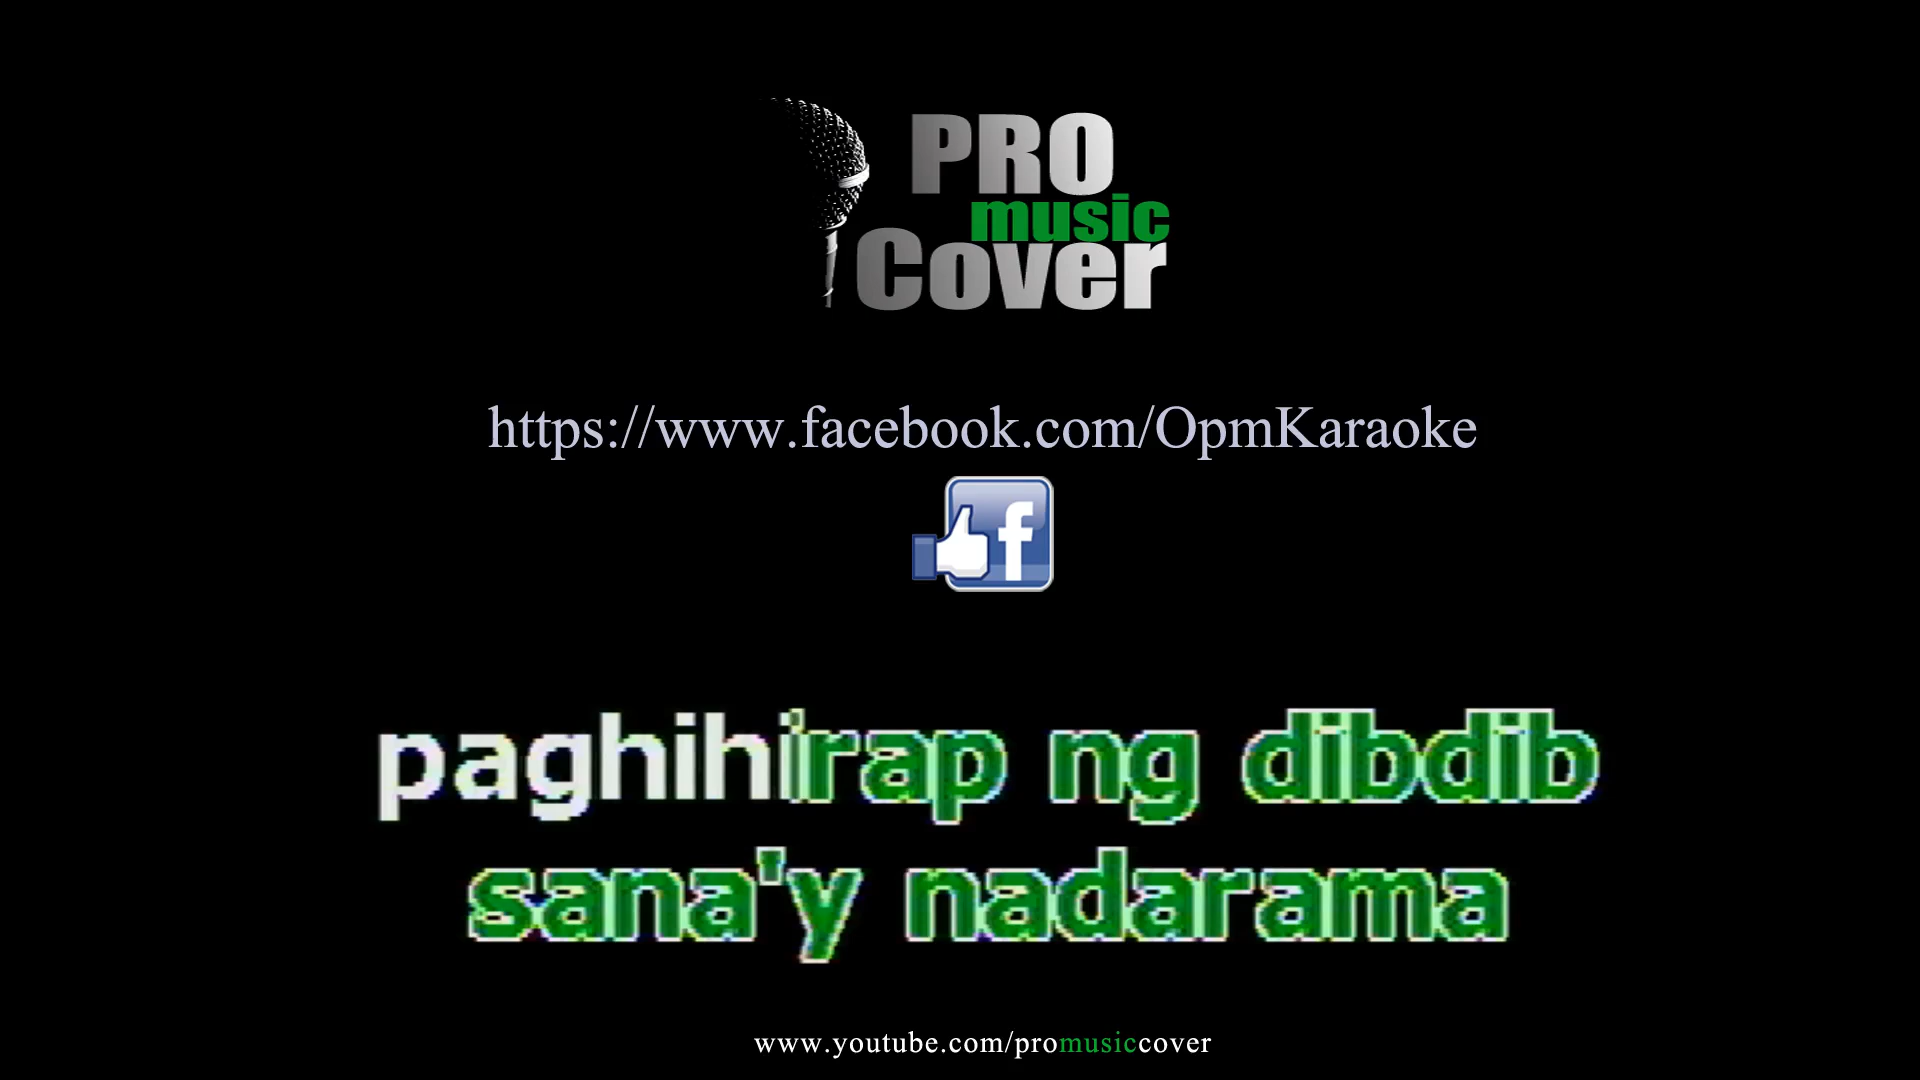 PRO
music
Cover
https://www.facebook.com/OpmKaraoke
f
paghihirap ng dibdib
sana'y nadarama
www.youtube.com/promusiccover